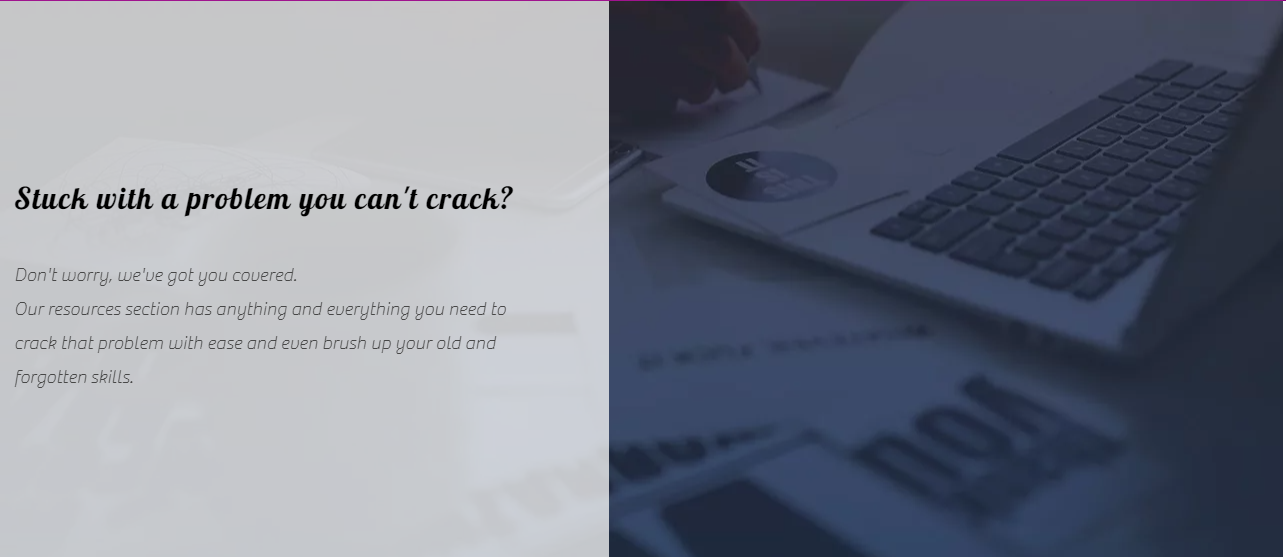 Stuck with a problem you can't crack?
Don't worry, we've got you covered.
Our resources section has anything and everything you need to
crack that problem with ease and even brush up your old and
forgotten skills.